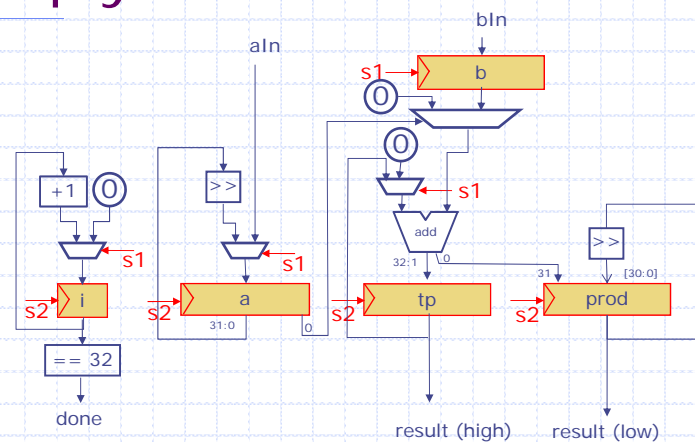 bIn
aIn
s1
b
0
0
+1
0
>>
s1
add
>>
s1
s1
32:1
0
31
[30:0]
s2
i
s2
a
s2
tp
s2
prod
31:0
0
== 32
done
result (high)
result (low)